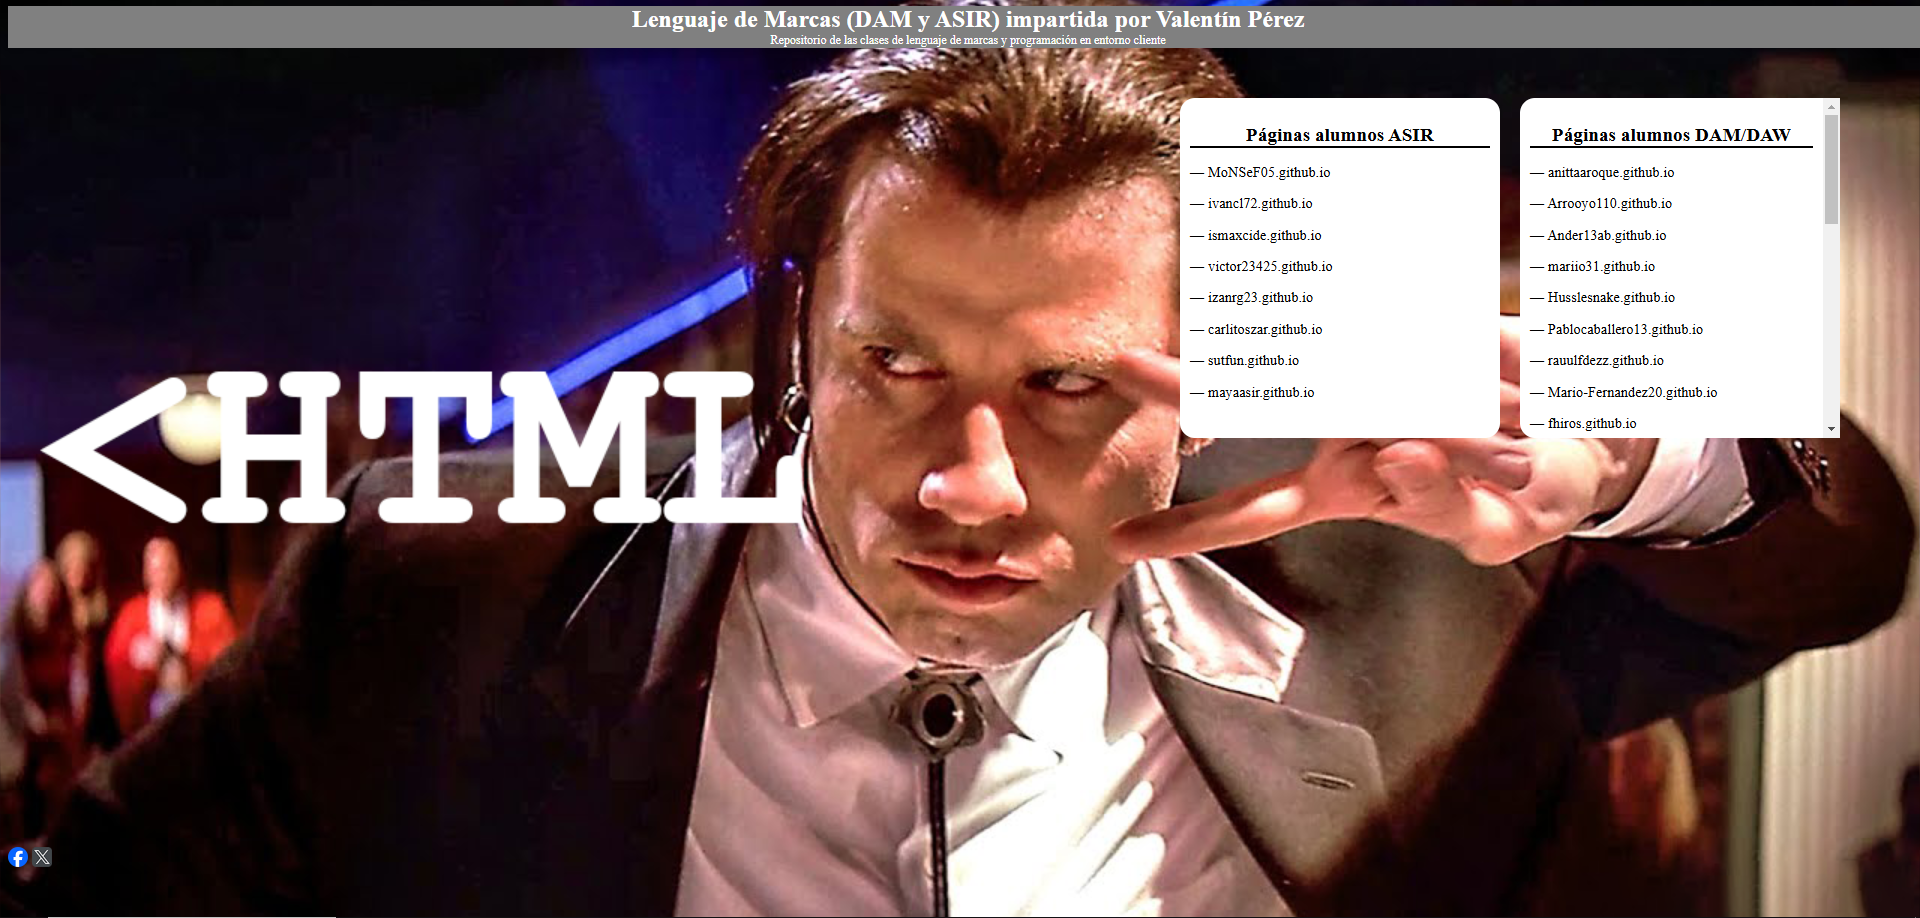 Lenguaje de Marcas (DAM y ASIR) impartida por Valentín Pérez
Repositorio de las clases de lenguaje de marcas y programación en entorno cliente
Páginas alumnos ASIR
— MoNSeF05.github.io
— ivancl72.github.io
— ismaxcide.github.io
— victor23425.github.io
— izanrg23.github.io
— carlitoszar.github.io
— sutfun.github.io
— mayaasir.github.io
Páginas alumnos DAM/DAW
— anittaaroque.github.io
— Arrooyo110.github.io
— Ander13ab.github.io
— mariio31.github.io
— Husslesnake.github.io
— Pablocaballero13.github.io
— rauulfdezz.github.io
— Mario-Fernandez20.github.io
— fhiros.github.io
<HTML